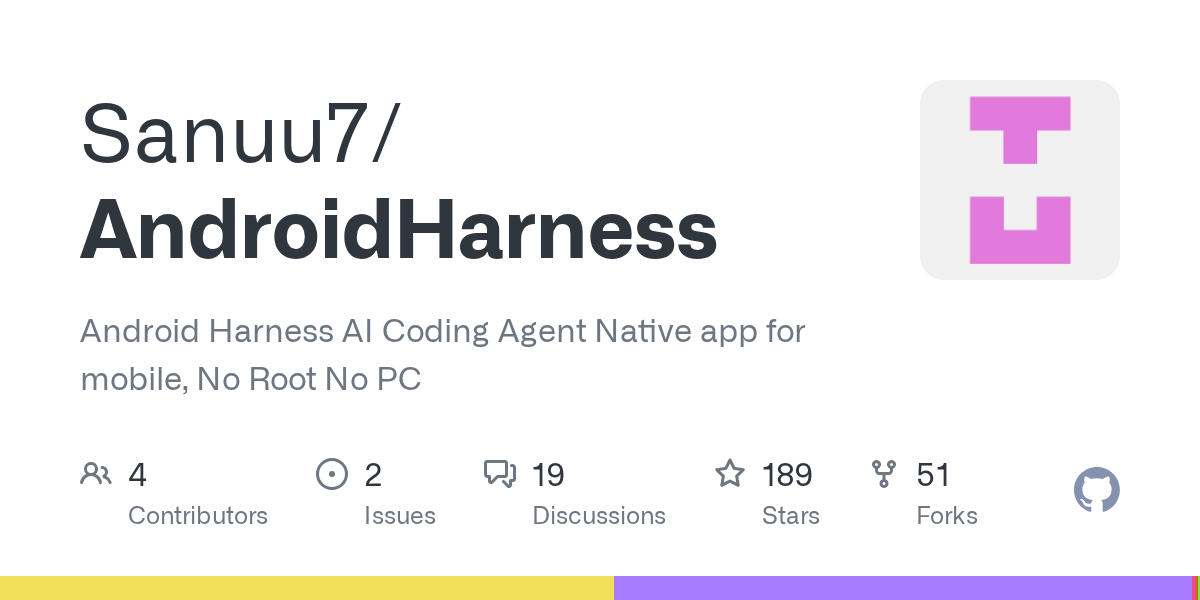 Sanuu7/
AndroidHarness
Android Harness AI Coding Agent Native app for
mobile, No Root No PC
4 2 19 189 51
Contributors Issues Discussions Stars Forks